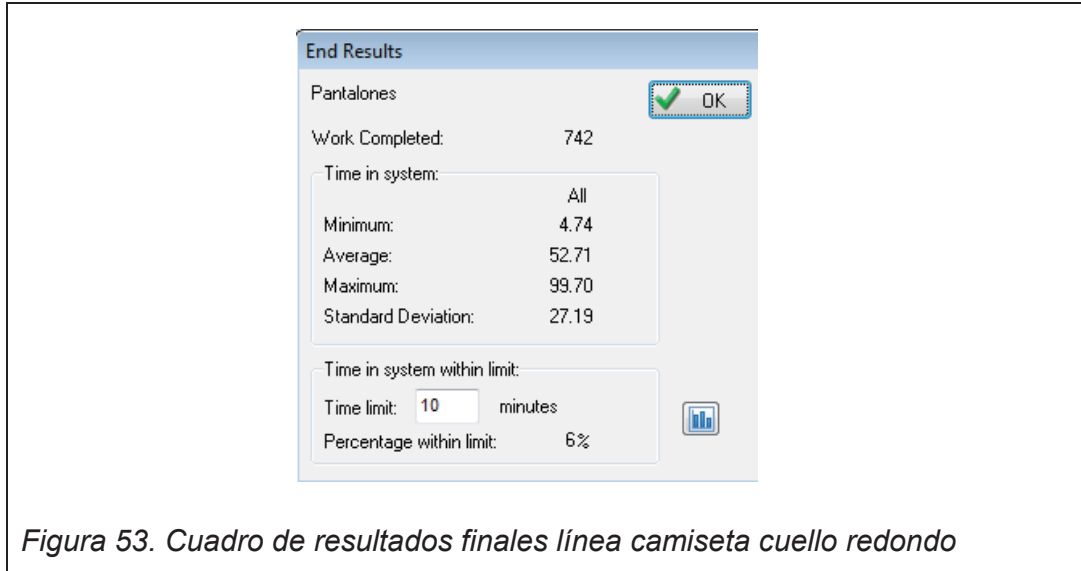 End Results
Pantalones
OK
Work Completed: 742
Time in system:
All
Minimum: 4.74
Average: 52.71
Maximum: 99.70
Standard Deviation: 27.19
Time in system within limit:
Time limit: 10 minutes
Percentage within limit: 6%
Figura 53. Cuadro de resultados finales línea camiseta cuello redondo